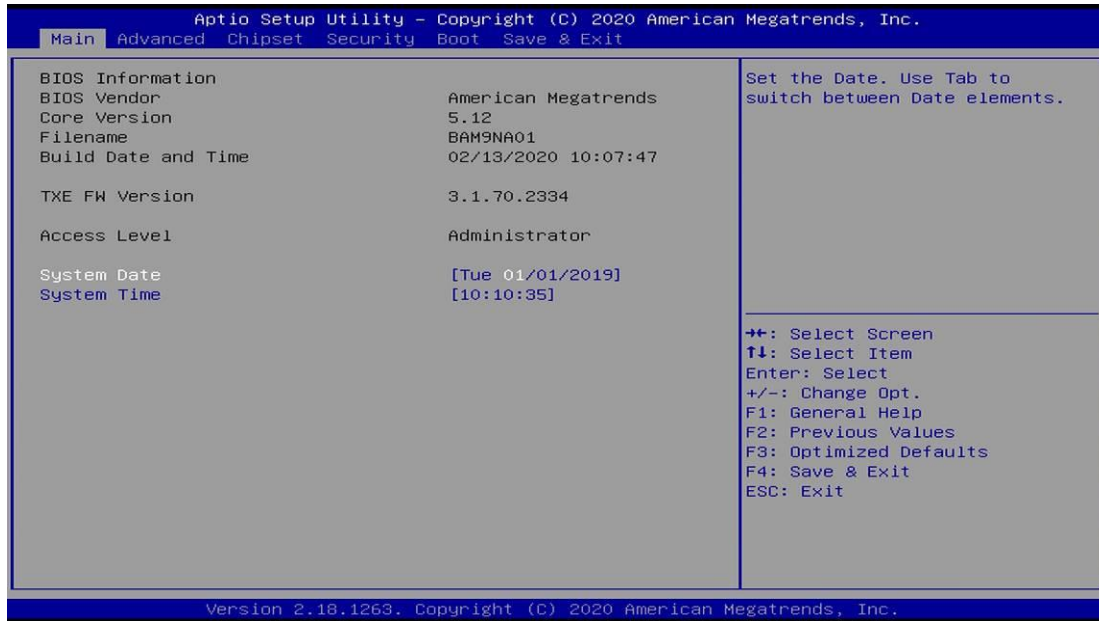 Aptio Setup Utility – Copyright (C) 2020 American Megatrends, Inc.
Main Advanced Chipset Security Boot Save & Exit
BIOS Information
BIOS Vendor American Megatrends
Core Version 5.12
Filename BAM9NA01
Build Date and Time 02/13/2020 10:07:47
TXE FW Version 3.1.70.2334
Access Level Administrator
System Date [Tue 01/01/2019]
System Time [10:10:35]
Set the Date. Use Tab to
switch between Date elements.
→←: Select Screen
↑↓: Select Item
Enter: Select
+/-: Change Opt.
F1: General Help
F2: Previous Values
F3: Optimized Defaults
F4: Save & Exit
ESC: Exit
Version 2.18.1263. Copyright (C) 2020 American Megatrends, Inc.